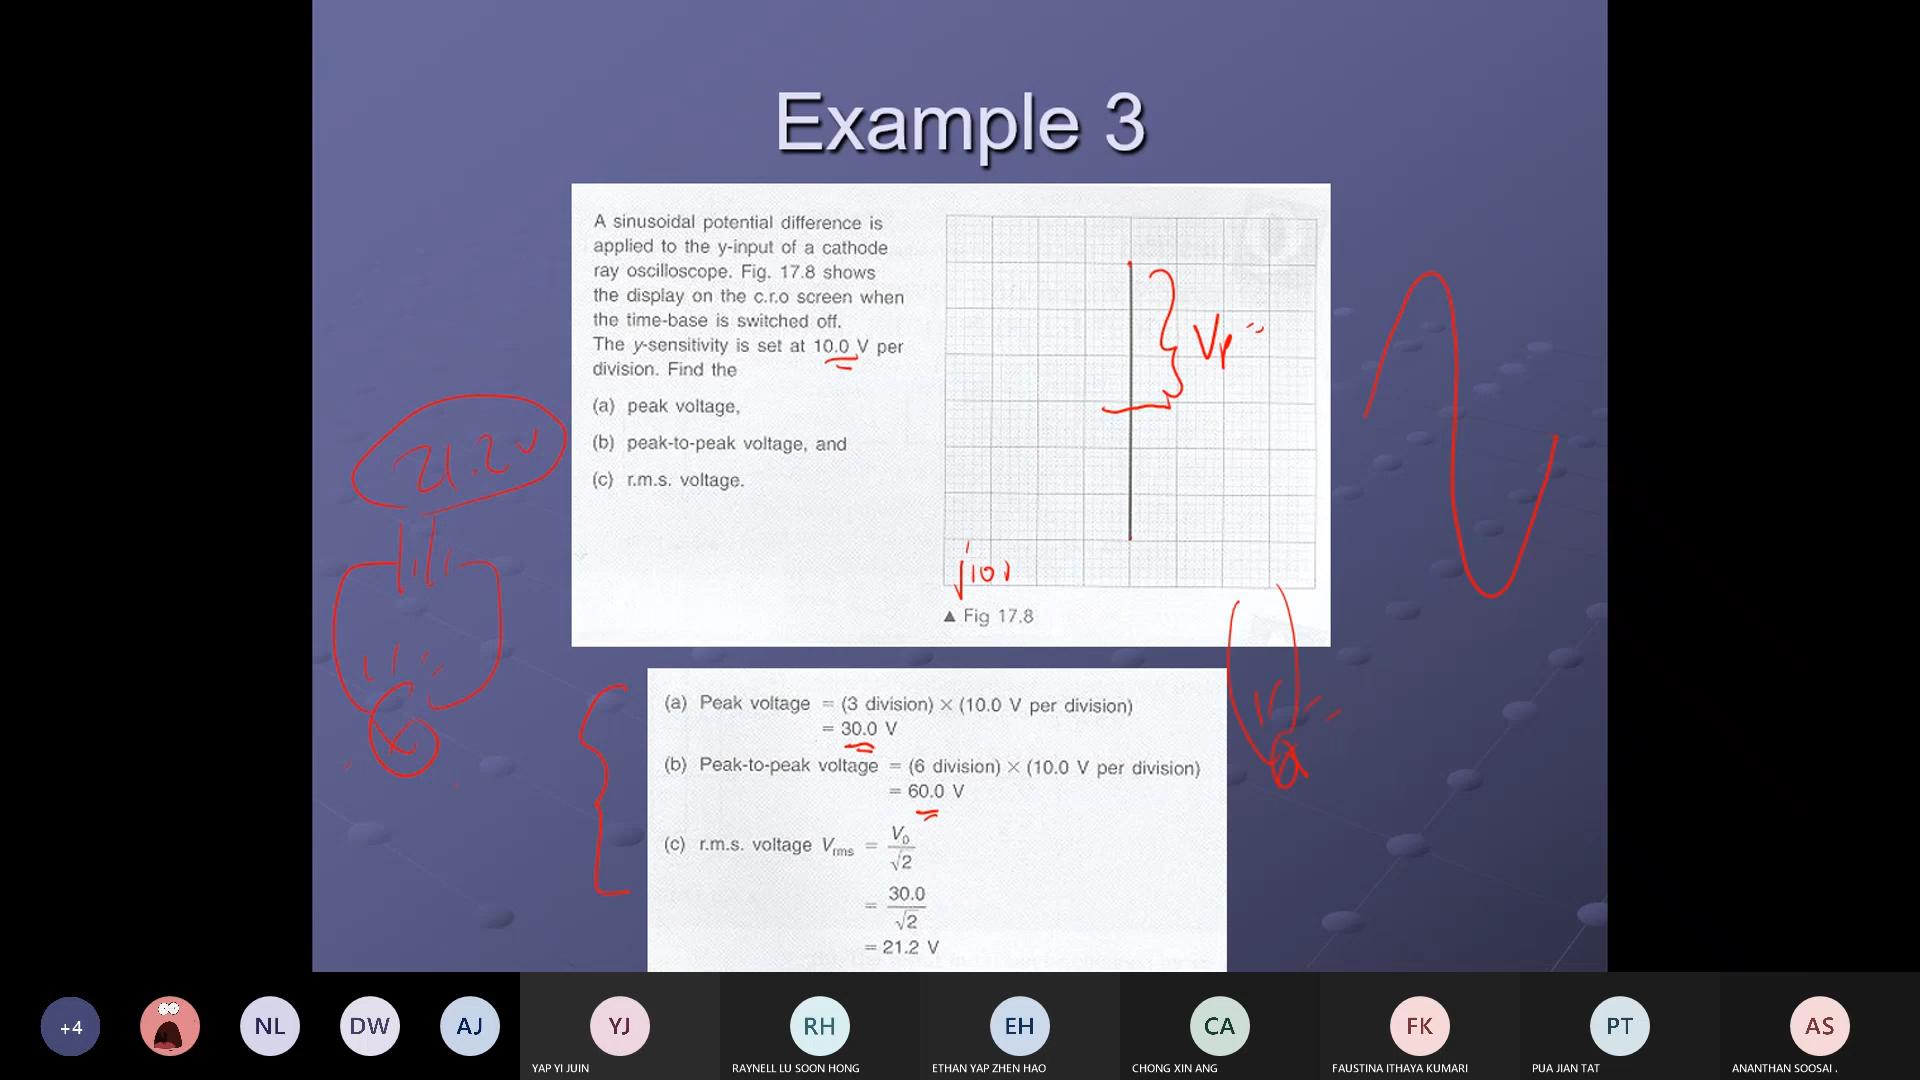 Example 3
A sinusoidal potential difference is
applied to the y-input of a cathode
ray oscilloscope. Fig. 17.8 shows
the display on the c.r.o screen when
the time-base is switched off.
The y-sensitivity is set at 10.0 V per
division. Find the
(a) peak voltage,
(b) peak-to-peak voltage, and
(c) r.m.s. voltage.
Vp
10V
▲ Fig 17.8
21.2V
(a) Peak voltage = (3 division) × (10.0 V per division)
= 30.0 V
(b) Peak-to-peak voltage = (6 division) × (10.0 V per division)
= 60.0 V
(c) r.m.s. voltage Vrms = V0/√2
= 30.0/√2
= 21.2 V
+4
NL
DW
AJ
YJ
RH
EH
CA
FK
PT
AS
YAP YI JUIN
RAYNELL LU SOON HONG
ETHAN YAP ZHEN HAO
CHONG XIN ANG
FAUSTINA ITHAYA KUMARI
PUA JIAN TAT
ANANTHAN SOOSAI .